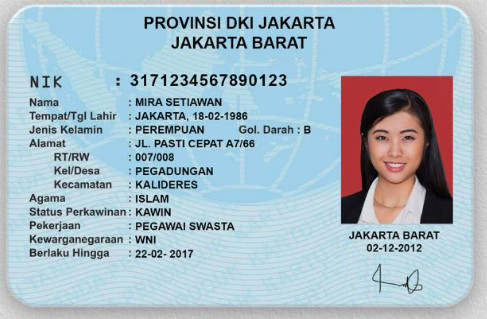 PROVINSI DKI JAKARTA
JAKARTA BARAT
NIK : 3171234567890123
Nama : MIRA SETIAWAN
Tempat/Tgl Lahir : JAKARTA, 18-02-1986
Jenis Kelamin : PEREMPUAN Gol. Darah : B
Alamat : JL. PASTI CEPAT A7/66
RT/RW : 007/008
Kel/Desa : PEGADUNGAN
Kecamatan : KALIDERES
Agama : ISLAM
Status Perkawinan : KAWIN
Pekerjaan : PEGAWAI SWASTA
Kewarganegaraan : WNI
Berlaku Hingga : 22-02- 2017
JAKARTA BARAT
02-12-2012